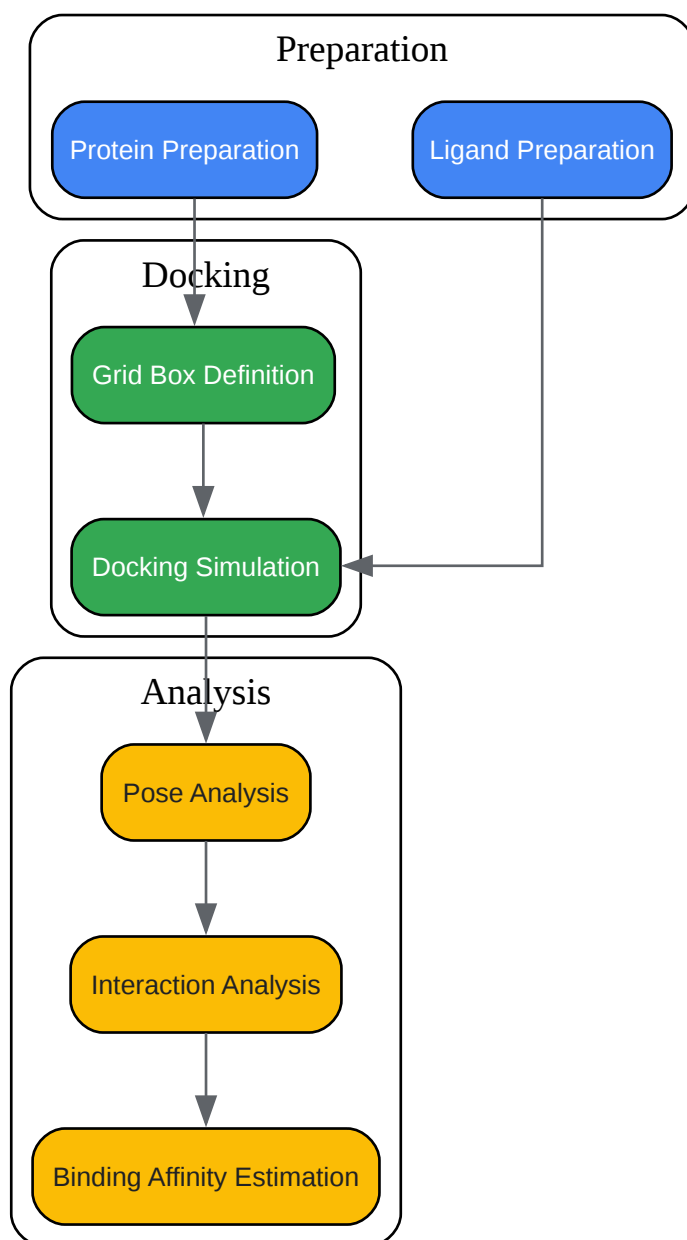 Preparation
Protein Preparation
Ligand Preparation
Docking
Grid Box Definition
Docking Simulation
Analysis
Pose Analysis
Interaction Analysis
Binding Affinity Estimation